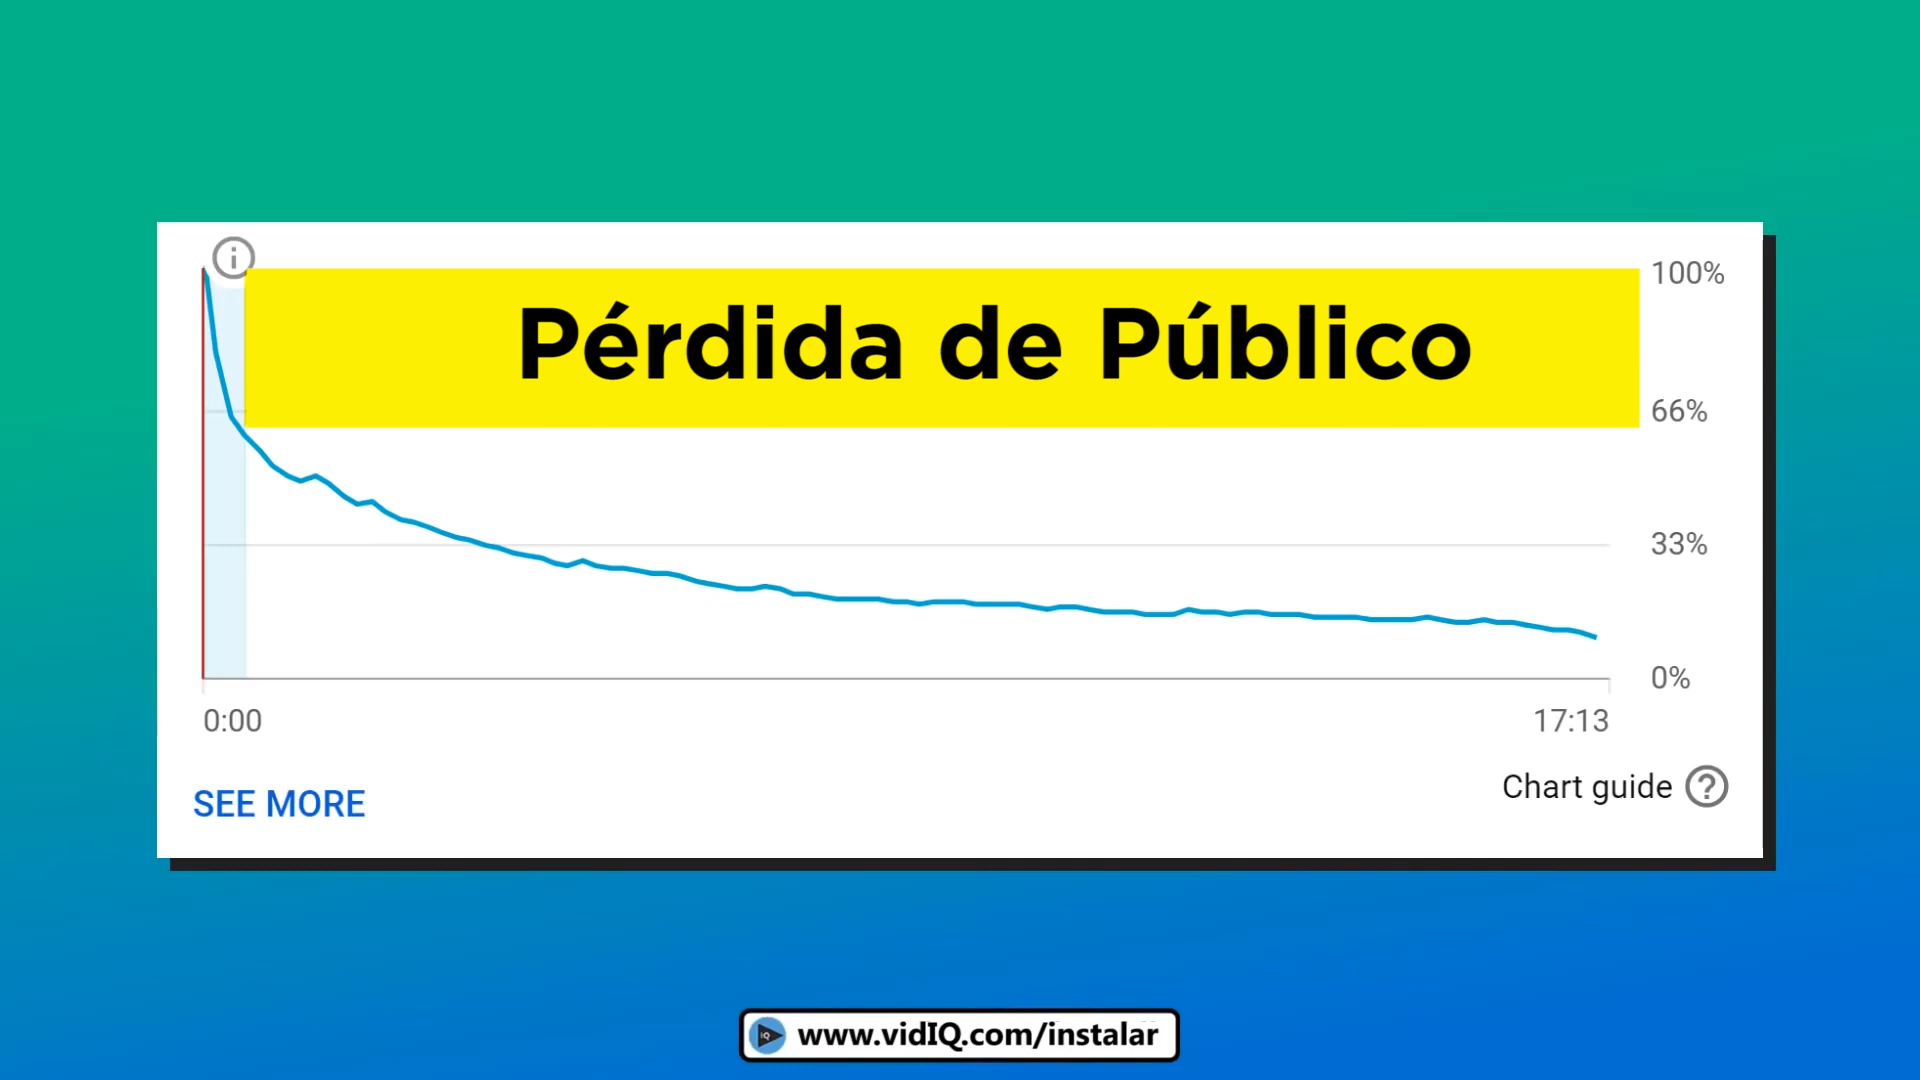 100%
Pérdida de Público
66%
33%
0%
0:00
17:13
Chart guide
SEE MORE
IQ
www.vidIQ.com/instalar